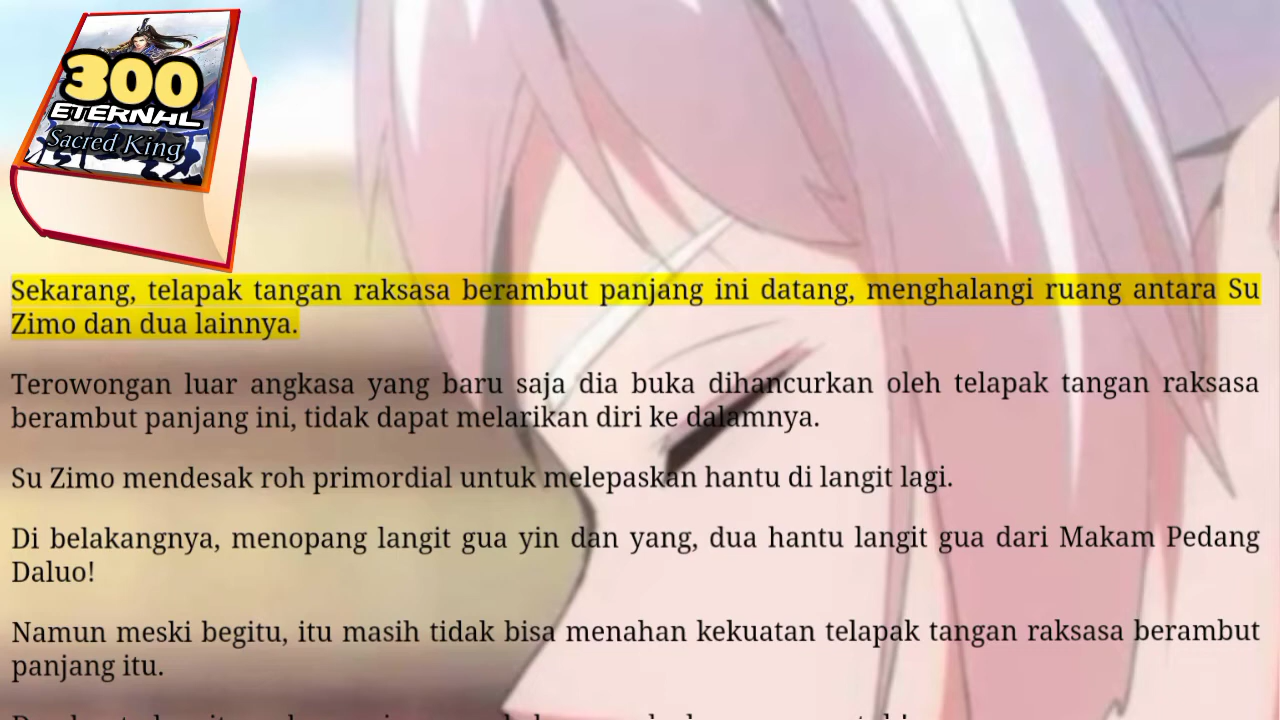 300
ETERNAL
Sacred King
Sekarang, telapak tangan raksasa berambut panjang ini datang, menghalangi ruang antara Su
Zimo dan dua lainnya.
Terowongan luar angkasa yang baru saja dia buka dihancurkan oleh telapak tangan raksasa
berambut panjang ini, tidak dapat melarikan diri ke dalamnya.
Su Zimo mendesak roh primordial untuk melepaskan hantu di langit lagi.
Di belakangnya, menopang langit gua yin dan yang, dua hantu langit gua dari Makam Pedang
Daluo!
Namun meski begitu, itu masih tidak bisa menahan kekuatan telapak tangan raksasa berambut
panjang itu.